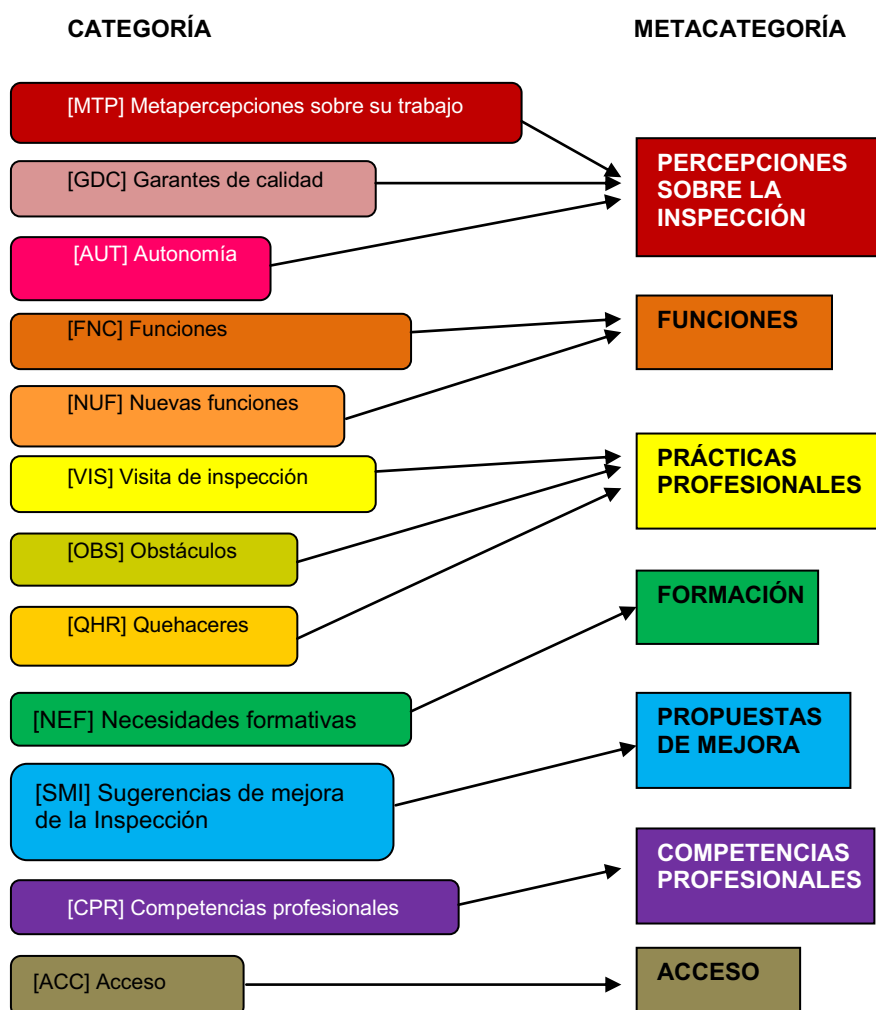 CATEGORÍA
METACATEGORÍA
[MTP] Metapercepciones sobre su trabajo
[GDC] Garantes de calidad
[AUT] Autonomía
PERCEPCIONES
SOBRE LA
INSPECCIÓN
[FNC] Funciones
[NUF] Nuevas funciones
FUNCIONES
[VIS] Visita de inspección
[OBS] Obstáculos
[QHR] Quehaceres
PRÁCTICAS
PROFESIONALES
[NEF] Necesidades formativas
FORMACIÓN
[SMI] Sugerencias de mejora
de la Inspección
PROPUESTAS
DE MEJORA
[CPR] Competencias profesionales
COMPETENCIAS
PROFESIONALES
[ACC] Acceso
ACCESO